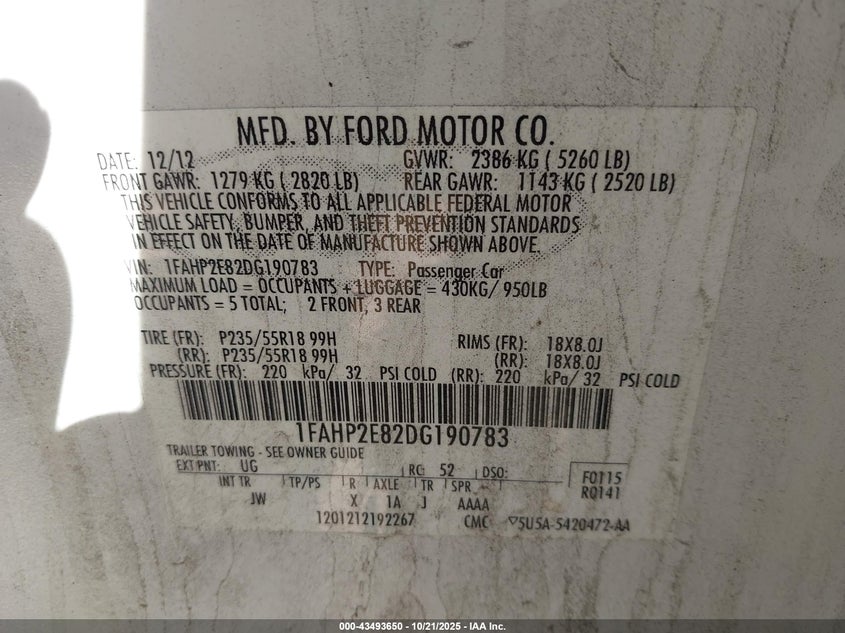 MFD. BY FORD MOTOR CO.
DATE: 12/12 GVWR: 2386 KG ( 5260 LB)
FRONT GAWR: 1279 KG ( 2820 LB) REAR GAWR: 1143 KG ( 2520 LB)
THIS VEHICLE CONFORMS TO ALL APPLICABLE FEDERAL MOTOR
VEHICLE SAFETY, BUMPER, AND THEFT PREVENTION STANDARDS
IN EFFECT ON THE DATE OF MANUFACTURE SHOWN ABOVE.
VIN: 1FAHP2E82DG190783 TYPE: Passenger Car
MAXIMUM LOAD = OCCUPANTS + LUGGAGE = 430KG/ 950LB
OCCUPANTS = 5 TOTAL; 2 FRONT, 3 REAR
TIRE (FR): P235/55R18 99H RIMS (FR): 18X8.0J
(RR): P235/55R18 99H (RR): 18X8.0J
PRESSURE (FR): 220 kPa/ 32 PSI COLD (RR): 220 kPa/ 32 PSI COLD
1FAHP2E82DG190783
TRAILER TOWING - SEE OWNER GUIDE
EXT PNT: UG RC: 52 DSO:
INT TR TP/PS R AXLE TR SPR
JW X 1A J AAAA
F0115
R0141
1201212192267 CMC ▽5U5A-5420472-AA
000-43493650 | 10/21/2025 - IAA Inc.